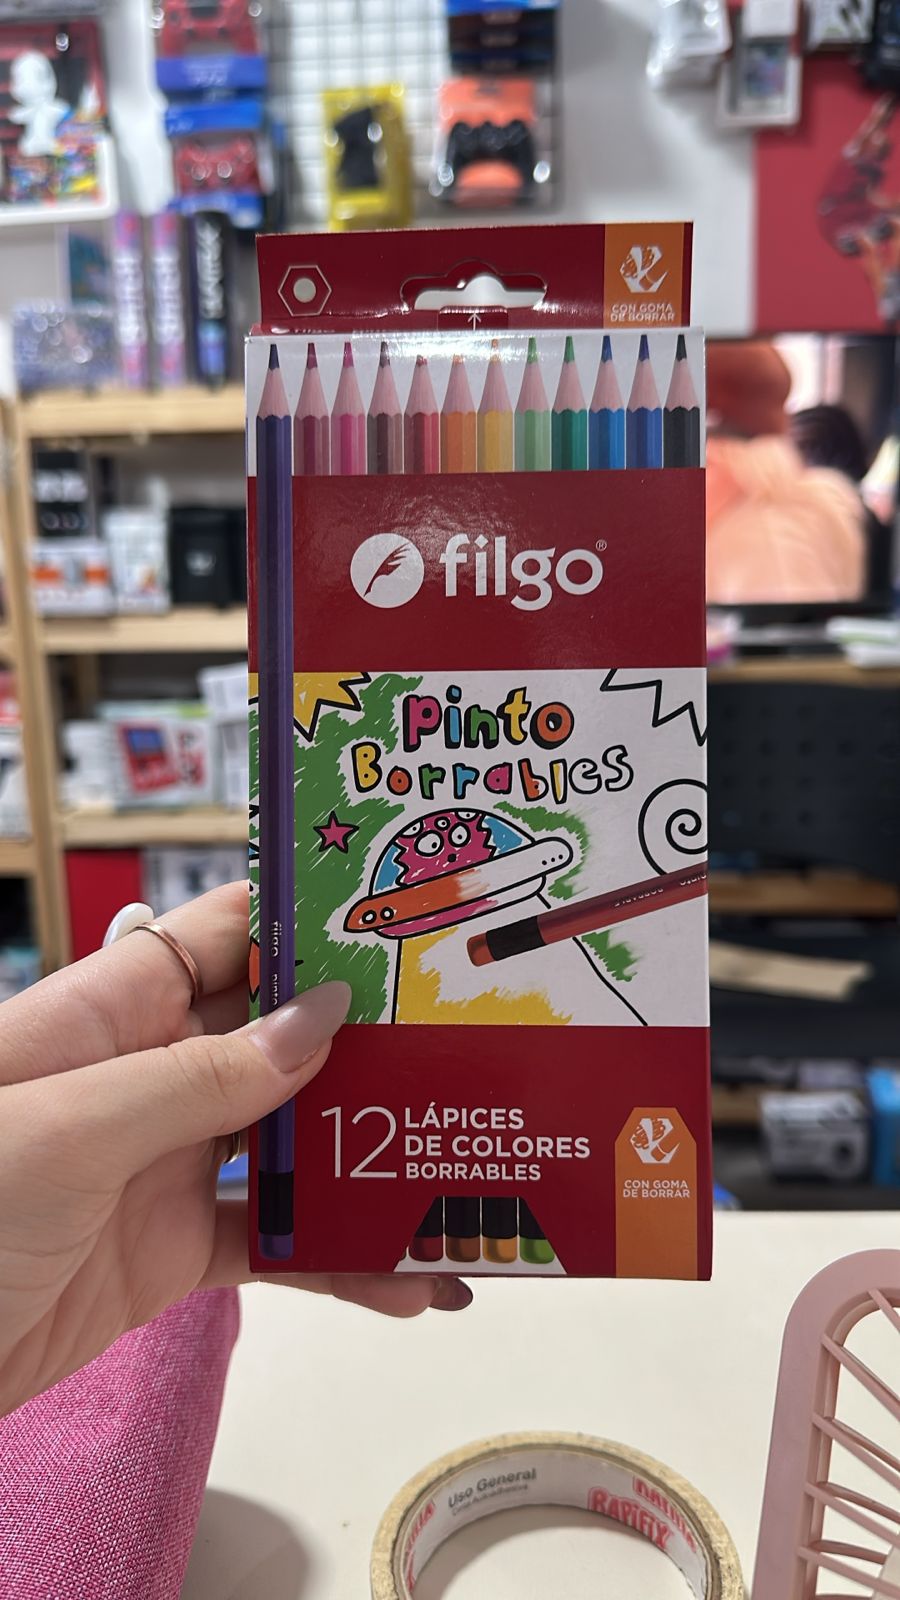 CON GOMA
DE BORRAR
filgo®
Pinto
Borrables
filgo
pinto
12 LÁPICES
DE COLORES
BORRABLES
CON GOMA
DE BORRAR
Uso General
RAPIFIX